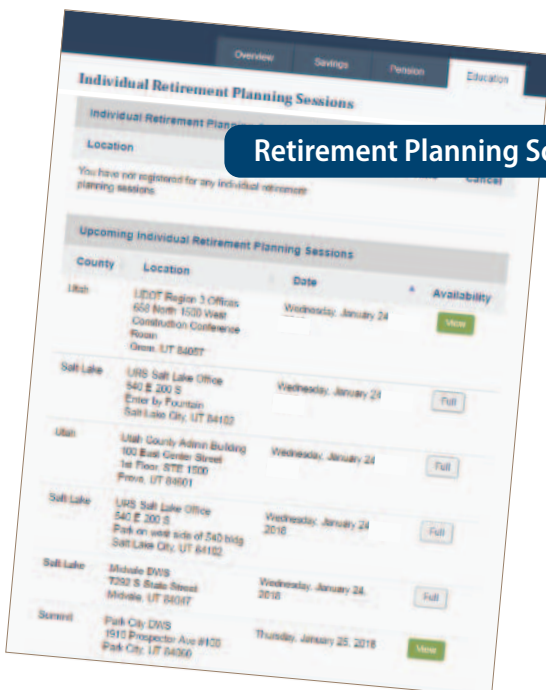 Overview Savings Pension Education
Individual Retirement Planning Sessions
Individual Retirement Plan
Retirement Planning Se
Location Cancel
You have not registered for any individual retirement
planning sessions.
Upcoming Individual Retirement Planning Sessions
County Location Date Availability
Utah UDOT Region 3 Offices Wednesday, January 24 View
658 North 1500 West
Construction Conference
Room
Orem, UT 84057
Salt Lake URS Salt Lake Office Wednesday, January 24 Full
540 E 200 S
Enter by Fountain
Salt Lake City, UT 84102
Utah Utah County Admin Building Wednesday, January 24 Full
100 East Center Street
1st Floor, STE 1500
Provo, UT 84601
Salt Lake URS Salt Lake Office Wednesday, January 24 Full
540 E 200 S 2018
Park on west side of 540 bldg
Salt Lake City, UT 84102
Salt Lake Midvale DWS Wednesday, January 24, Full
7292 S State Street 2018
Midvale, UT 84047
Summit Park City DWS Thursday, January 25, 2018 View
1910 Prospector Ave #100
Park City, UT 84060